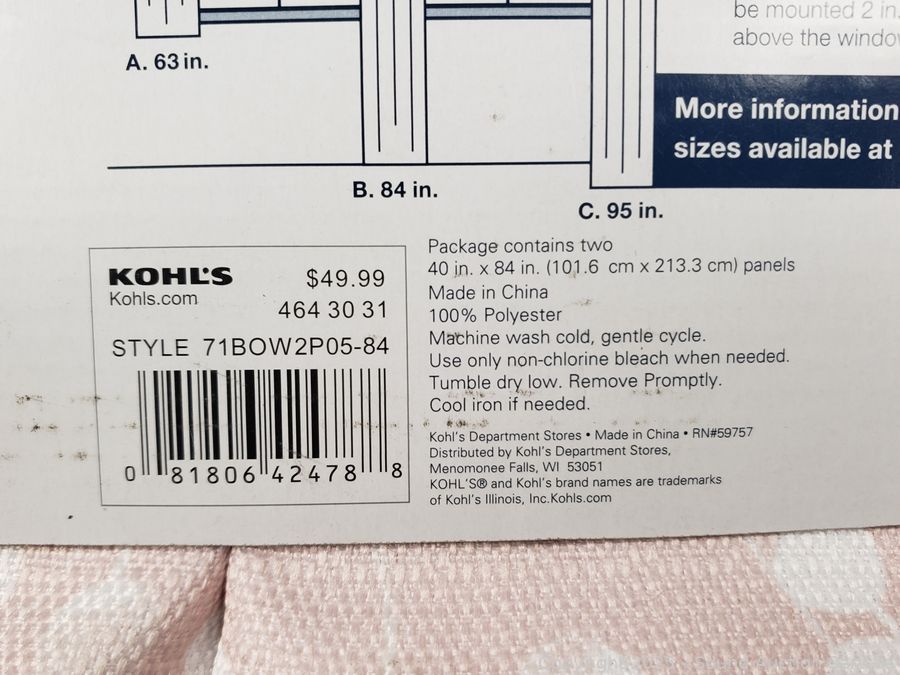 be mounted 2 in.
above the window
A. 63 in.
More information
sizes available at
B. 84 in.
C. 95 in.
KOHL'S
Kohls.com
$49.99
464 30 31
STYLE 71BOW2P05-84
0 81806 42478 8
Package contains two
40 in. x 84 in. (101.6 cm x 213.3 cm) panels
Made in China
100% Polyester
Machine wash cold, gentle cycle.
Use only non-chlorine bleach when needed.
Tumble dry low. Remove Promptly.
Cool iron if needed.
Kohl's Department Stores • Made in China • RN#59757
Distributed by Kohl's Department Stores,
Menomonee Falls, WI 53051
KOHL'S® and Kohl's brand names are trademarks
of Kohl's Illinois, Inc.Kohls.com